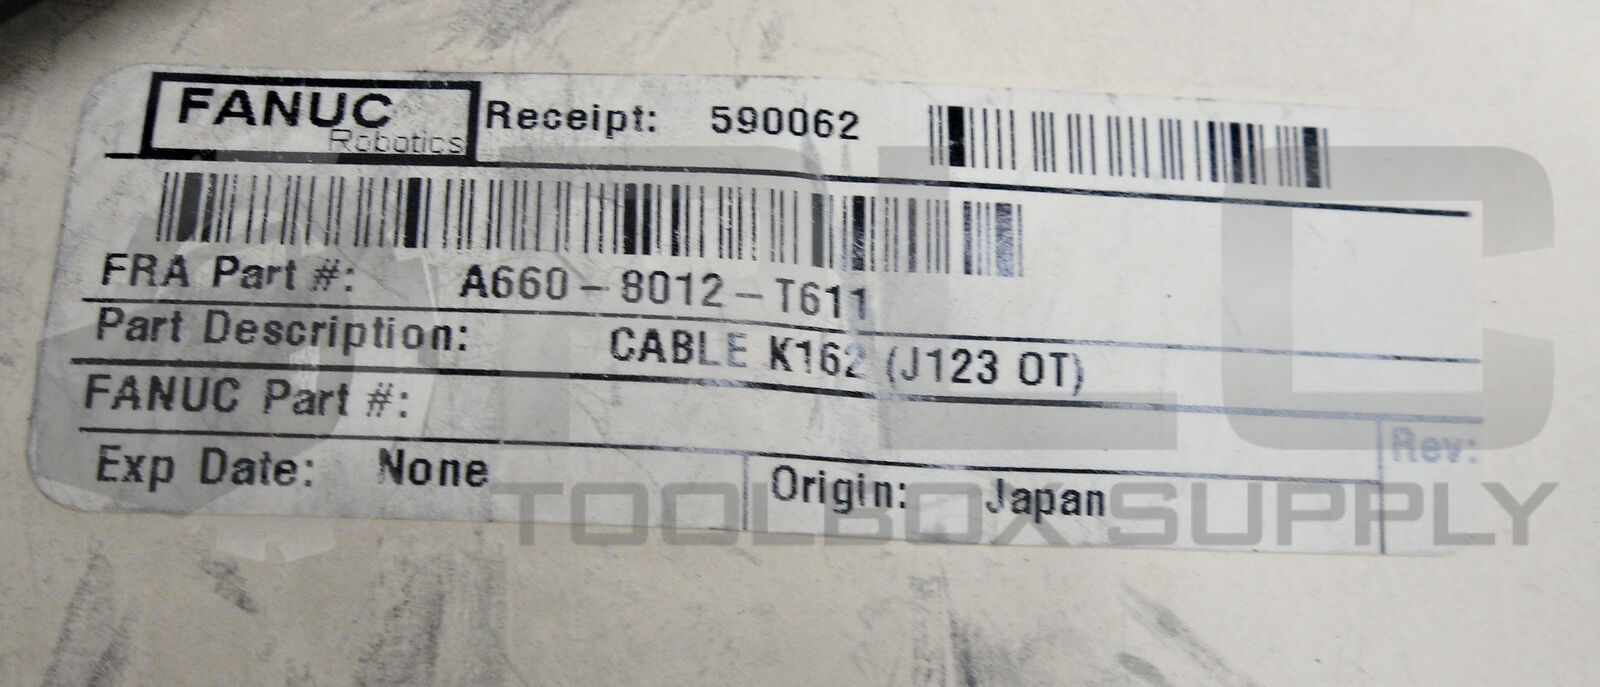 FANUC Robotics Receipt: 590062
FRA Part #: A660-8012-T611
Part Description: CABLE K162 (J123 OT)
FANUC Part #:
Rev:
Exp Date: None Origin: Japan
PLC
TOOLBOX SUPPLY